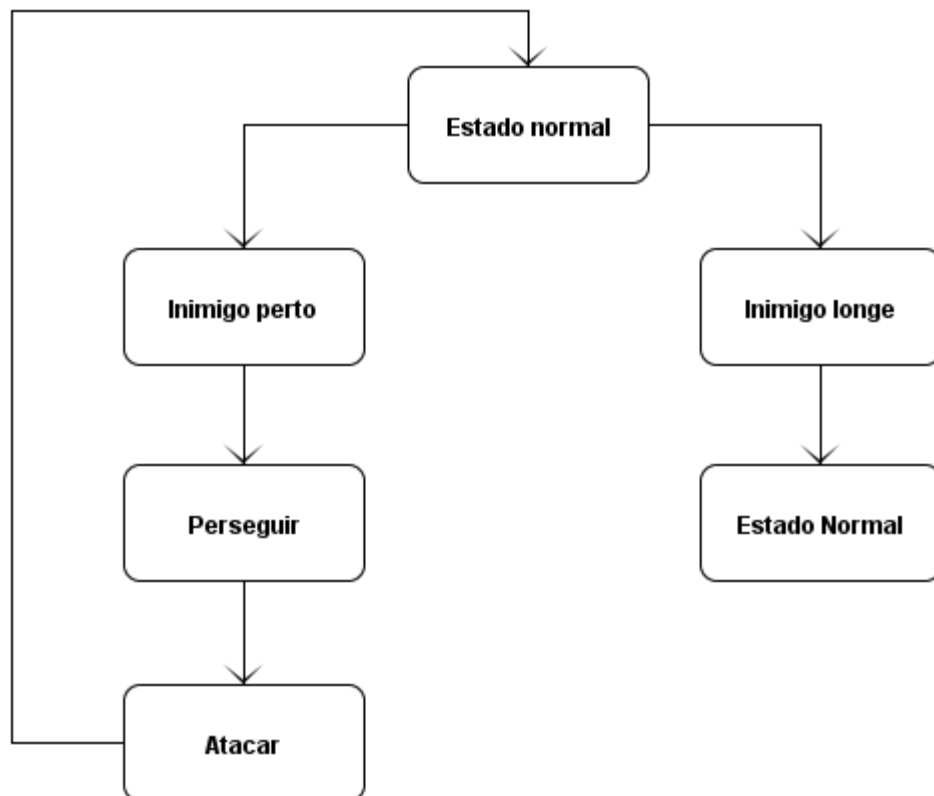 Estado normal
Inimigo perto
Inimigo longe
Perseguir
Estado Normal
Atacar